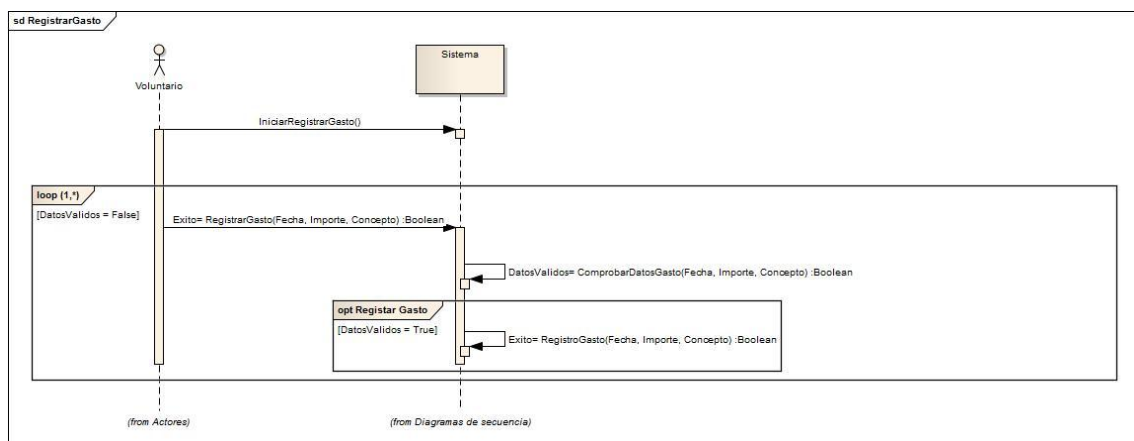 sd RegistrarGasto
Voluntario
Sistema
IniciarRegistrarGasto()
loop (1,*)
[DatosValidos = False]
Exito= RegistrarGasto(Fecha, Importe, Concepto) :Boolean
DatosValidos= ComprobarDatosGasto(Fecha, Importe, Concepto) :Boolean
opt Registar Gasto
[DatosValidos = True]
Exito= RegistroGasto(Fecha, Importe, Concepto) :Boolean
(from Actores)
(from Diagramas de secuencia)